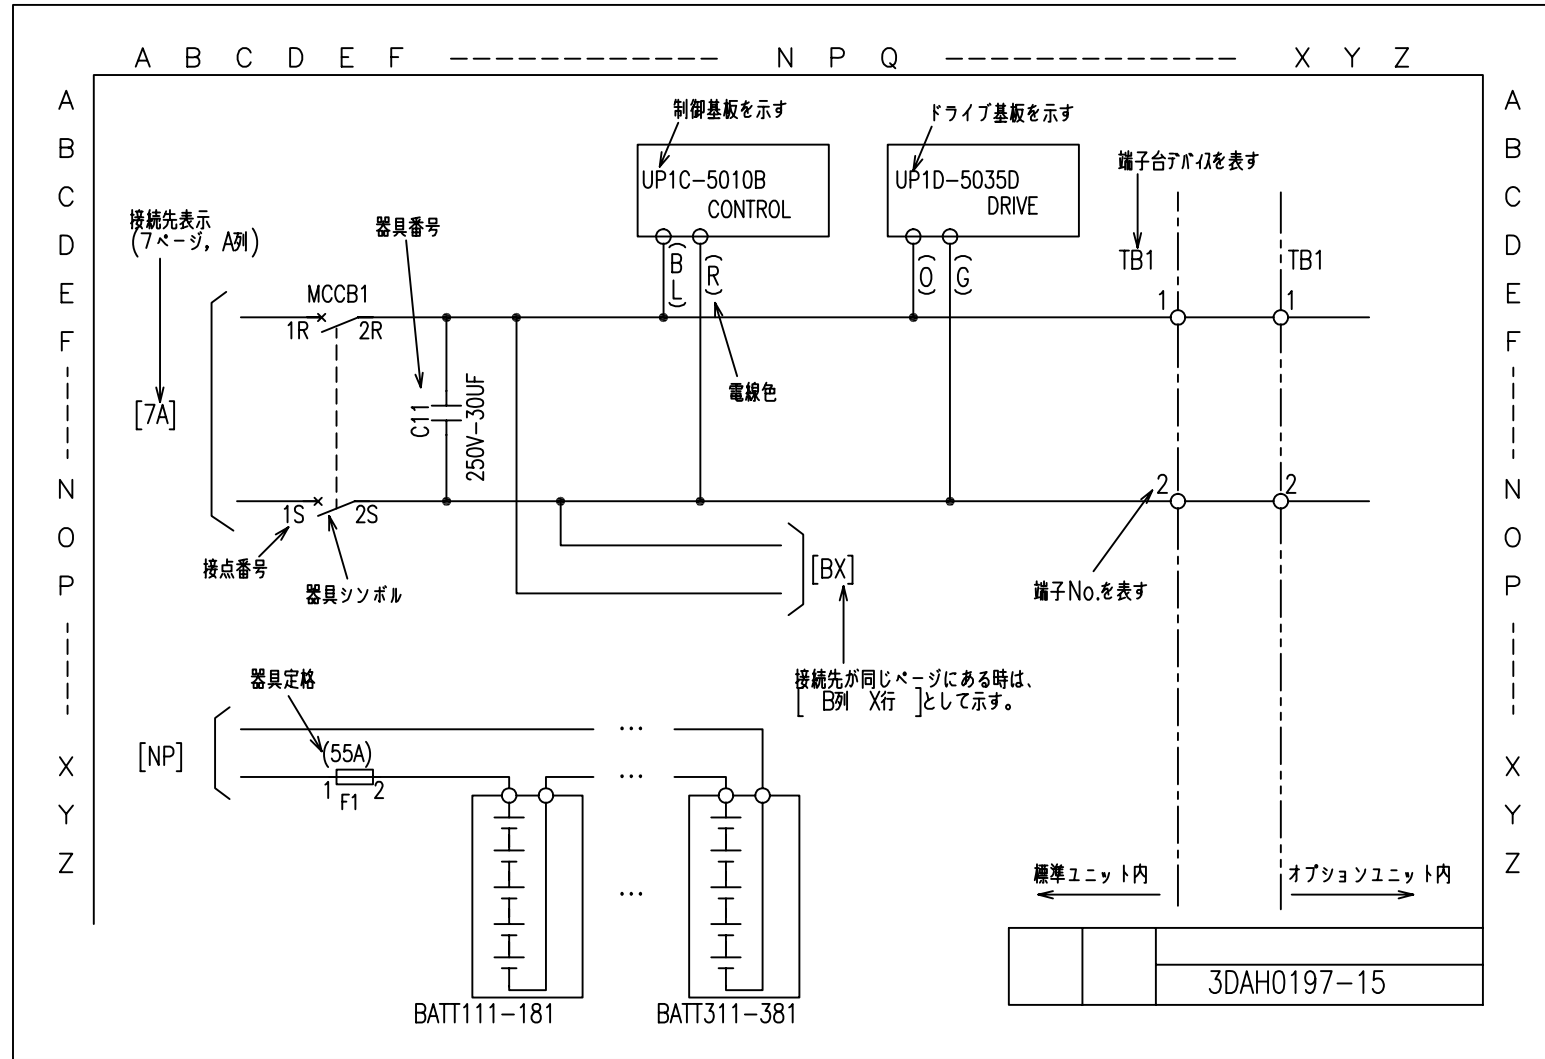 A B C D E F ---------------- N P Q ----------------- X Y Z
A
B
C
D
E
F
N
O
P
X
Y
Z
制御基板を示す
ドライブ基板を示す
端子台デバイスを表す
UP1C-5010B
CONTROL
UP1D-5035D
DRIVE
接続先表示
(7ページ, A列)
器具番号
TB1
TB1
(BL)
(R)
(O)
(G)
MCCB1
1R
2R
1
1
電線色
[7A]
C11
250V-30UF
1S
2S
2
2
接点番号
器具シンボル
[BX]
端子No.を表す
接続先が同じページにある時は、
[ B列 X行 ]として示す。
器具定格
[NP]
(55A)
1
F1
2
...
...
...
BATT111-181
BATT311-381
標準ユニット内
オプションユニット内
3DAH0197-15
A
B
C
D
E
F
N
O
P
X
Y
Z